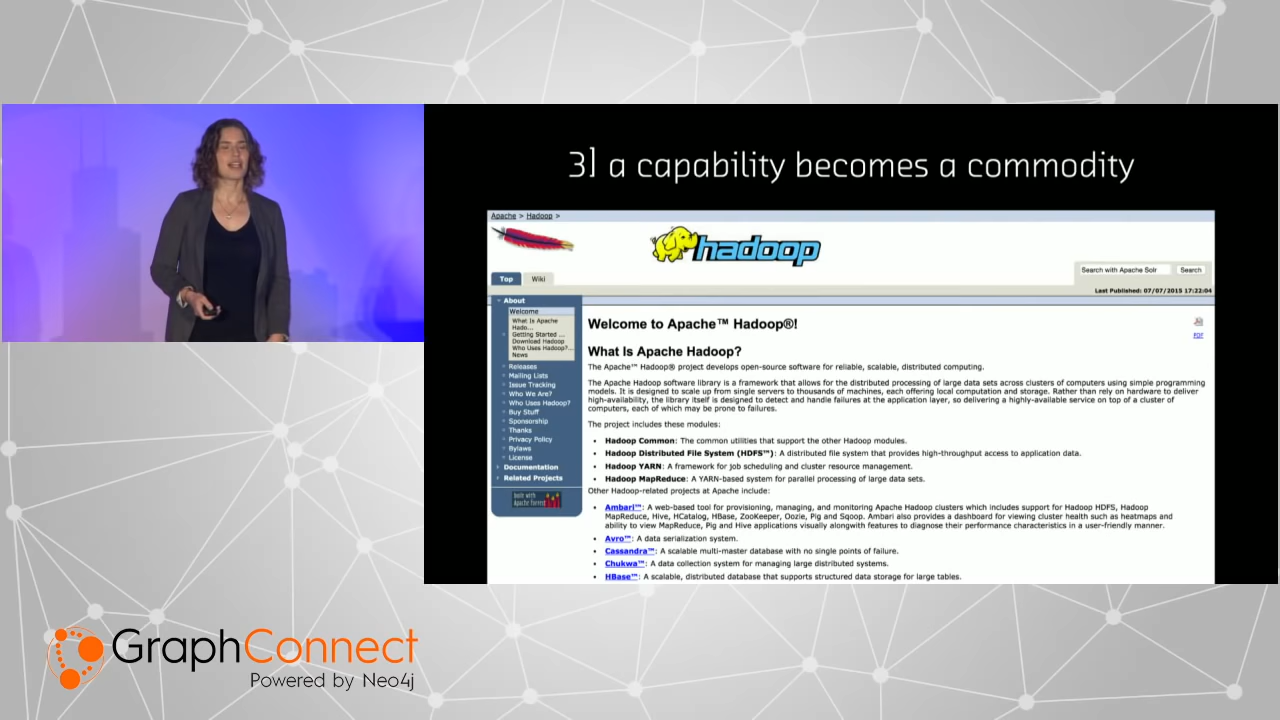 3] a capability becomes a commodity
Apache > Hadoop >
hadoop
Search with Apache Solr Search
Top Wiki
Last Published: 07/07/2015 17:22:04
About
Welcome
What Is Apache
Hado...
Getting Started ...
Download Hadoop
Who Uses Hadoop?...
News
Releases
Mailing Lists
Issue Tracking
Who We Are?
Who Uses Hadoop?
Buy Stuff
Sponsorship
Thanks
Privacy Policy
Bylaws
License
Documentation
Related Projects
built with
Apache Forrest
PDF
Welcome to Apache™ Hadoop®!
What Is Apache Hadoop?
The Apache™ Hadoop® project develops open-source software for reliable, scalable, distributed computing.
The Apache Hadoop software library is a framework that allows for the distributed processing of large data sets across clusters of computers using simple programming
models. It is designed to scale up from single servers to thousands of machines, each offering local computation and storage. Rather than rely on hardware to deliver
high-availability, the library itself is designed to detect and handle failures at the application layer, so delivering a highly-available service on top of a cluster of
computers, each of which may be prone to failures.
The project includes these modules:
• Hadoop Common: The common utilities that support the other Hadoop modules.
• Hadoop Distributed File System (HDFS™): A distributed file system that provides high-throughput access to application data.
• Hadoop YARN: A framework for job scheduling and cluster resource management.
• Hadoop MapReduce: A YARN-based system for parallel processing of large data sets.
Other Hadoop-related projects at Apache include:
• Ambari™: A web-based tool for provisioning, managing, and monitoring Apache Hadoop clusters which includes support for Hadoop HDFS, Hadoop
MapReduce, Hive, HCatalog, HBase, ZooKeeper, Oozie, Pig and Sqoop. Ambari also provides a dashboard for viewing cluster health such as heatmaps and
ability to view MapReduce, Pig and Hive applications visually alongwith features to diagnose their performance characteristics in a user-friendly manner.
• Avro™: A data serialization system.
• Cassandra™: A scalable multi-master database with no single points of failure.
• Chukwa™: A data collection system for managing large distributed systems.
• HBase™: A scalable, distributed database that supports structured data storage for large tables.
GraphConnect
Powered by Neo4j